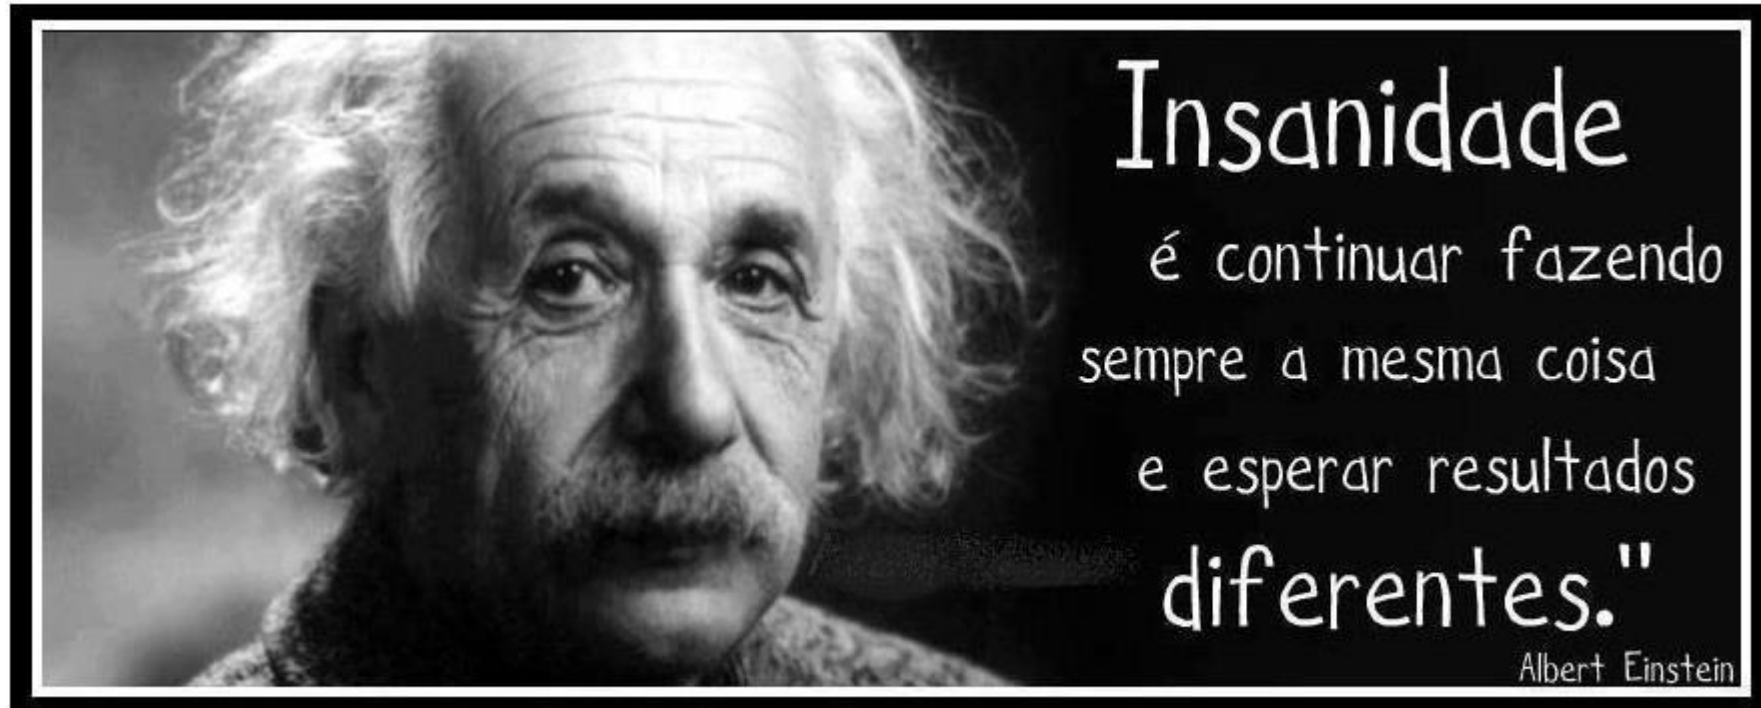 Insanidade
é continuar fazendo
sempre a mesma coisa
e esperar resultados
diferentes."
Albert Einstein